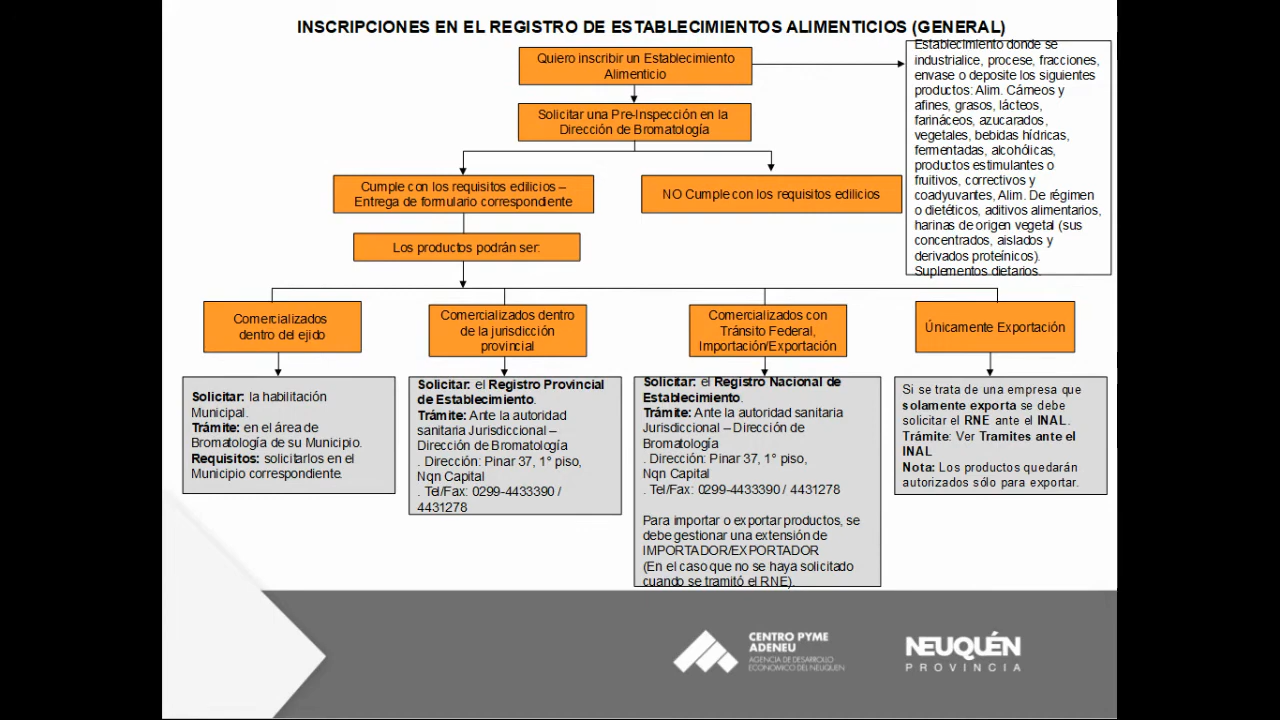 INSCRIPCIONES EN EL REGISTRO DE ESTABLECIMIENTOS ALIMENTICIOS (GENERAL)
Quiero inscribir un Establecimiento
Alimenticio
Establecimiento donde se
industrialice, procese, fracciones,
envase o deposite los siguientes
productos: Alim. Cárneos y
afines, grasos, lácteos,
farináceos, azucarados,
vegetales, bebidas hídricas,
fermentadas, alcohólicas,
productos estimulantes o
fruitivos, correctivos y
coadyuvantes, Alim. De régimen
o dietéticos, aditivos alimentarios,
harinas de origen vegetal (sus
concentrados, aislados y
derivados proteínicos).
Suplementos dietarios.
Solicitar una Pre-Inspección en la
Dirección de Bromatología
Cumple con los requisitos edilicios –
Entrega de formulario correspondiente
NO Cumple con los requisitos edilicios
Los productos podrán ser:
Comercializados
dentro del ejido
Comercializados dentro
de la jurisdicción
provincial
Comercializados con
Tránsito Federal,
Importación/Exportación
Únicamente Exportación
Solicitar: la habilitación
Municipal.
Trámite: en el área de
Bromatología de su Municipio.
Requisitos: solicitarlos en el
Municipio correspondiente.
Solicitar: el Registro Provincial
de Establecimiento.
Trámite: Ante la autoridad
sanitaria Jurisdiccional –
Dirección de Bromatología
. Dirección: Pinar 37, 1° piso,
Nqn Capital
. Tel/Fax: 0299-4433390 /
4431278
Solicitar: el Registro Nacional de
Establecimiento.
Trámite: Ante la autoridad sanitaria
Jurisdiccional – Dirección de
Bromatología
. Dirección: Pinar 37, 1° piso,
Nqn Capital
. Tel/Fax: 0299-4433390 / 4431278
Para importar o exportar productos, se
debe gestionar una extensión de
IMPORTADOR/EXPORTADOR
(En el caso que no se haya solicitado
cuando se tramitó el RNE).
Si se trata de una empresa que
solamente exporta se debe
solicitar el RNE ante el INAL.
Trámite: Ver Tramites ante el
INAL
Nota: Los productos quedarán
autorizados sólo para exportar.
CENTRO PYME
ADENEU
AGENCIA DE DESARROLLO
ECONOMICO DEL NEUQUEN
NEUQUÉN
PROVINCIA